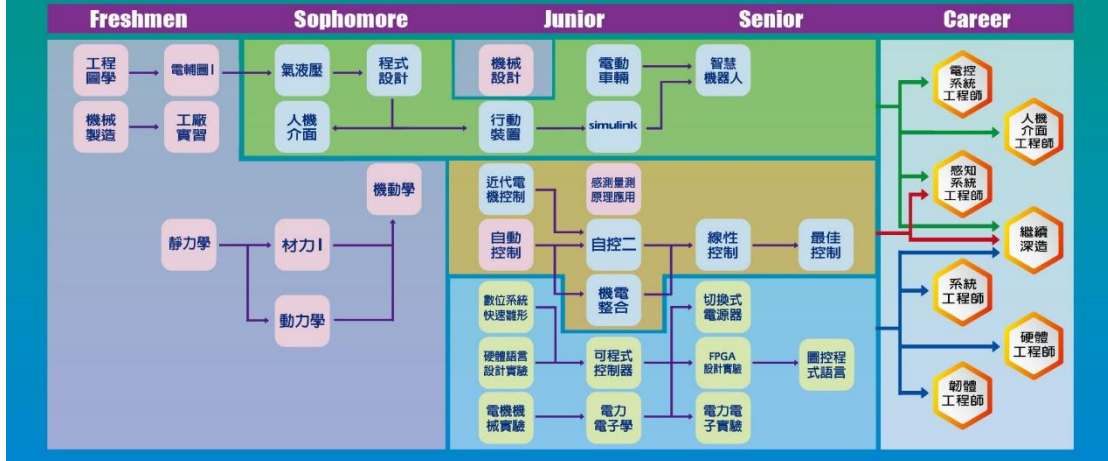 Freshmen
Sophomore
Junior
Senior
Career
工程
圖學
電輔圖I
氣液壓
程式
設計
機械
設計
電動
車輛
智慧
機器人
機械
製造
工廠
實習
人機
介面
行動
裝置
simulink
機動學
靜力學
材力I
動力學
近代電
機控制
感測量測
原理應用
自動
控制
自控二
線性
控制
最佳
控制
機電
整合
數位系統
快速雛形
切換式
電源器
硬體語言
設計實驗
可程式
控制器
FPGA
設計實驗
圖控程
式語言
電機機
械實驗
電力
電子學
電力電
子實驗
電控
系統
工程師
人機
介面
工程師
感知
系統
工程師
繼續
深造
系統
工程師
硬體
工程師
韌體
工程師